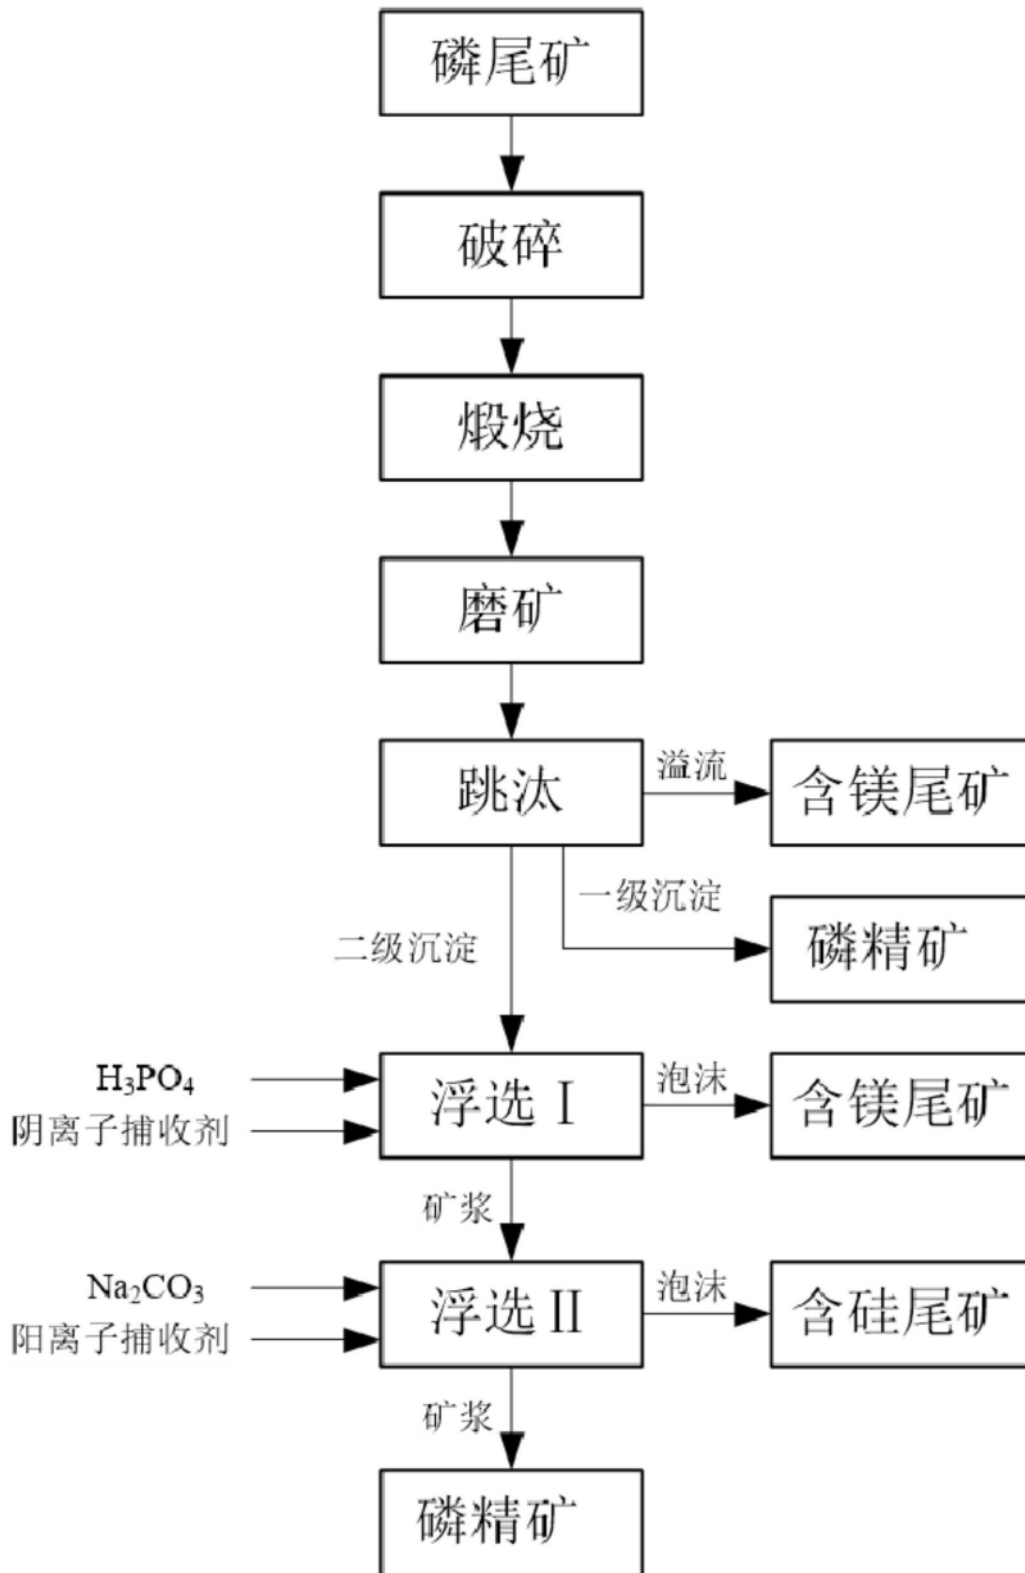 磷尾矿
破碎
煅烧
磨矿
跳汰
溢流
含镁尾矿
一级沉淀
磷精矿
二级沉淀
H₃PO₄
阴离子捕收剂
浮选 I
泡沫
含镁尾矿
矿浆
Na₂CO₃
阳离子捕收剂
浮选 II
泡沫
含硅尾矿
矿浆
磷精矿